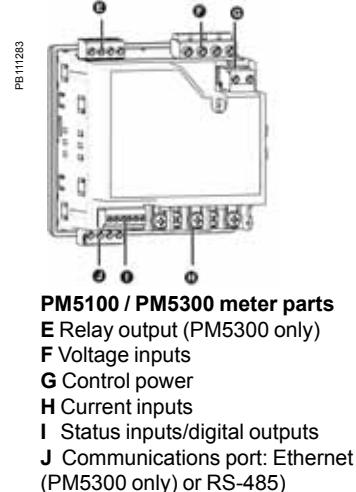 E
F
G
PB111283
J
I
H
PM5100 / PM5300 meter parts
E Relay output (PM5300 only)
F Voltage inputs
G Control power
H Current inputs
I Status inputs/digital outputs
J Communications port: Ethernet
(PM5300 only) or RS-485)